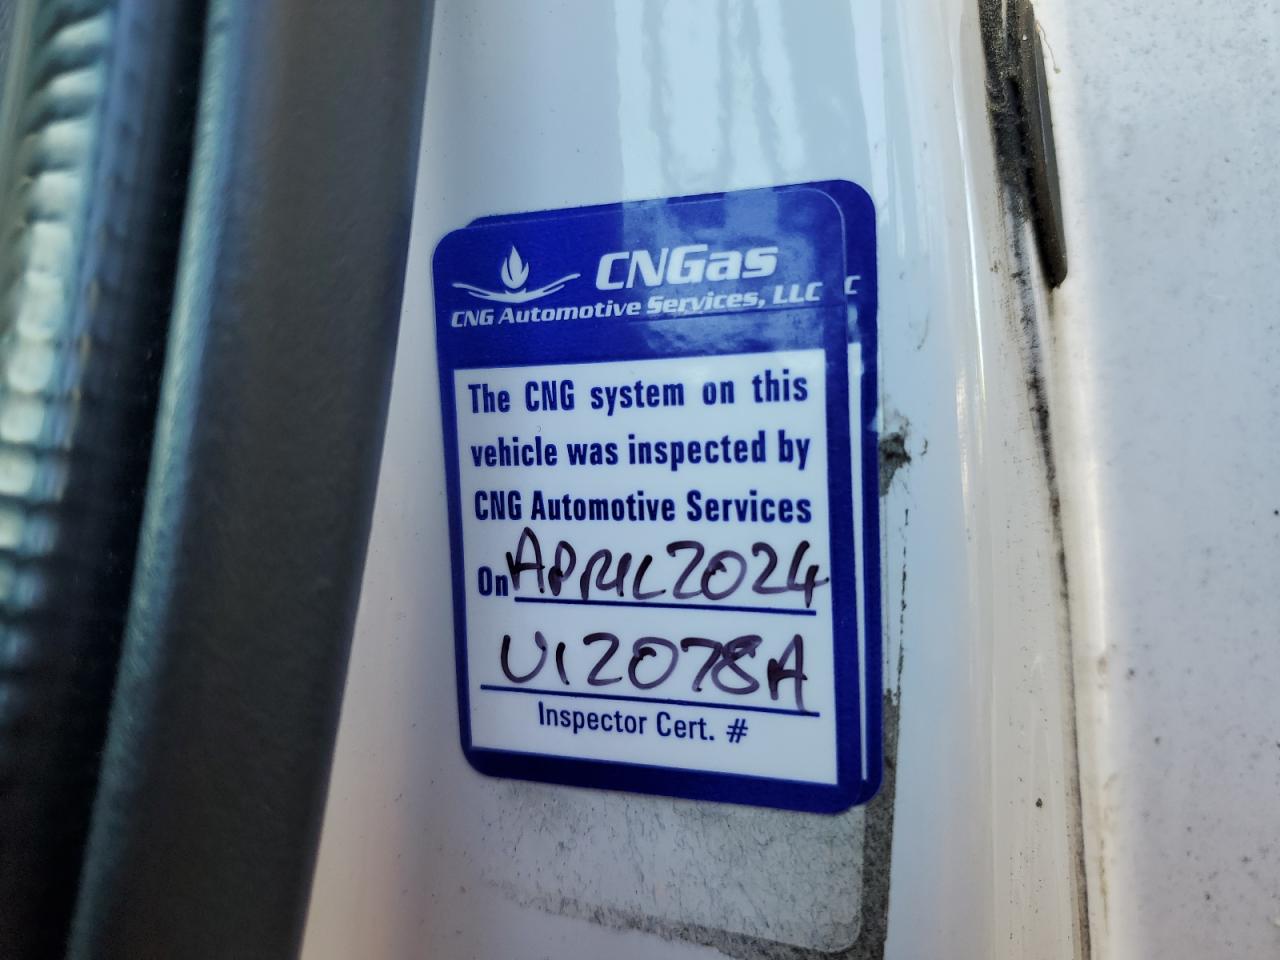 CNGas
CNG Automotive Services, LLC
C
The CNG system on this
vehicle was inspected by
CNG Automotive Services
On APRIL 2024
U12078A
Inspector Cert. #